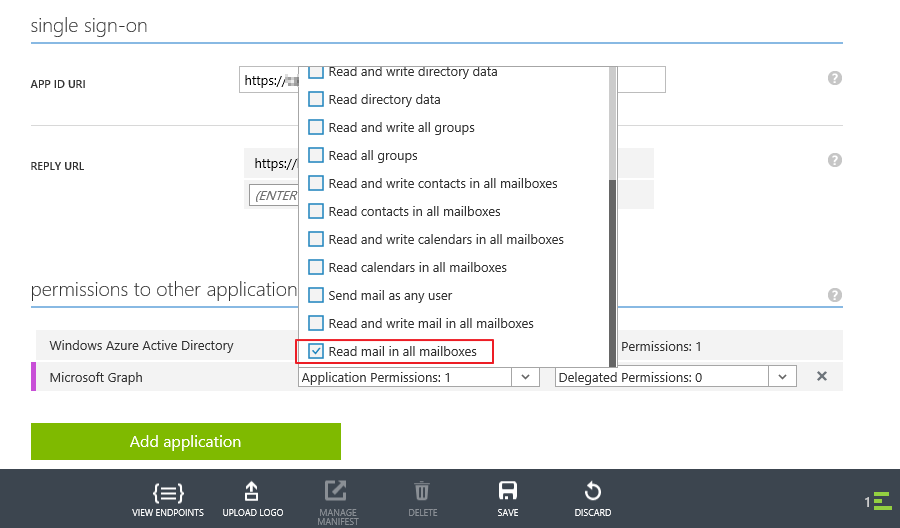 single sign-on
APP ID URI
https://
?
Read and write directory data
Read directory data
Read and write all groups
Read all groups
REPLY URL
https://
?
(ENTER
Read and write contacts in all mailboxes
Read contacts in all mailboxes
Read and write calendars in all mailboxes
Read calendars in all mailboxes
Send mail as any user
Read and write mail in all mailboxes
Read mail in all mailboxes
permissions to other application
?
Windows Azure Active Directory
Permissions: 1
Microsoft Graph
Application Permissions: 1
Delegated Permissions: 0
Add application
VIEW ENDPOINTS
UPLOAD LOGO
MANAGE
MANIFEST
DELETE
SAVE
DISCARD
1